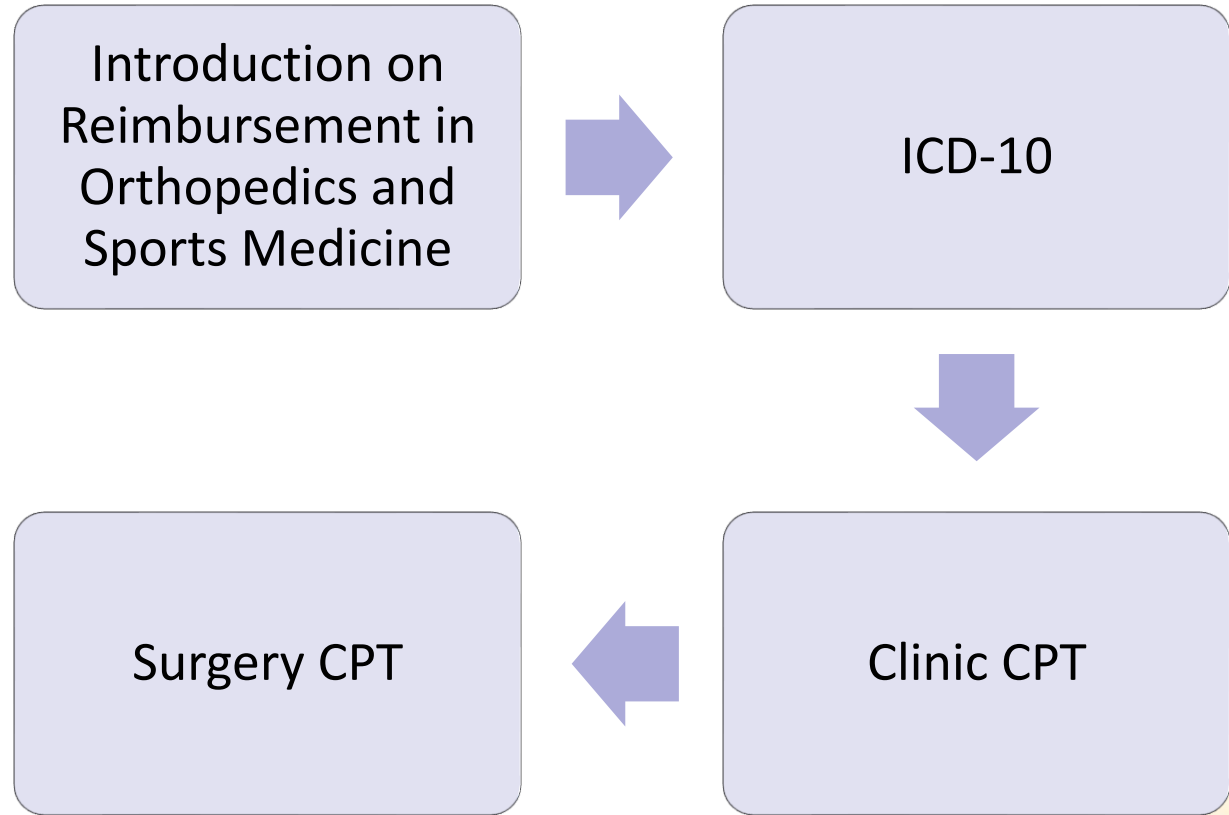 Introduction on
Reimbursement in
Orthopedics and
Sports Medicine
ICD-10
Clinic CPT
Surgery CPT